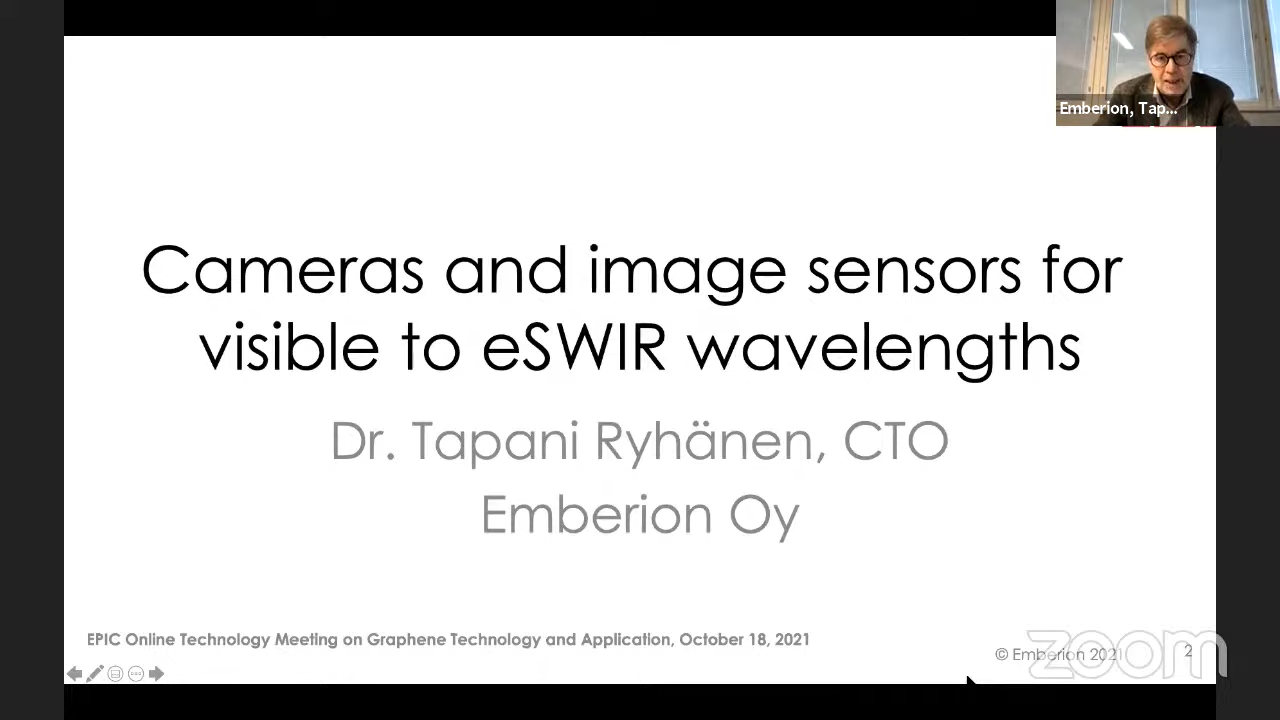 Emberion, Tap...
Cameras and image sensors for
visible to eSWIR wavelengths
Dr. Tapani Ryhänen, CTO
Emberion Oy
EPIC Online Technology Meeting on Graphene Technology and Application, October 18, 2021
© Emberion 2021
2
zoom